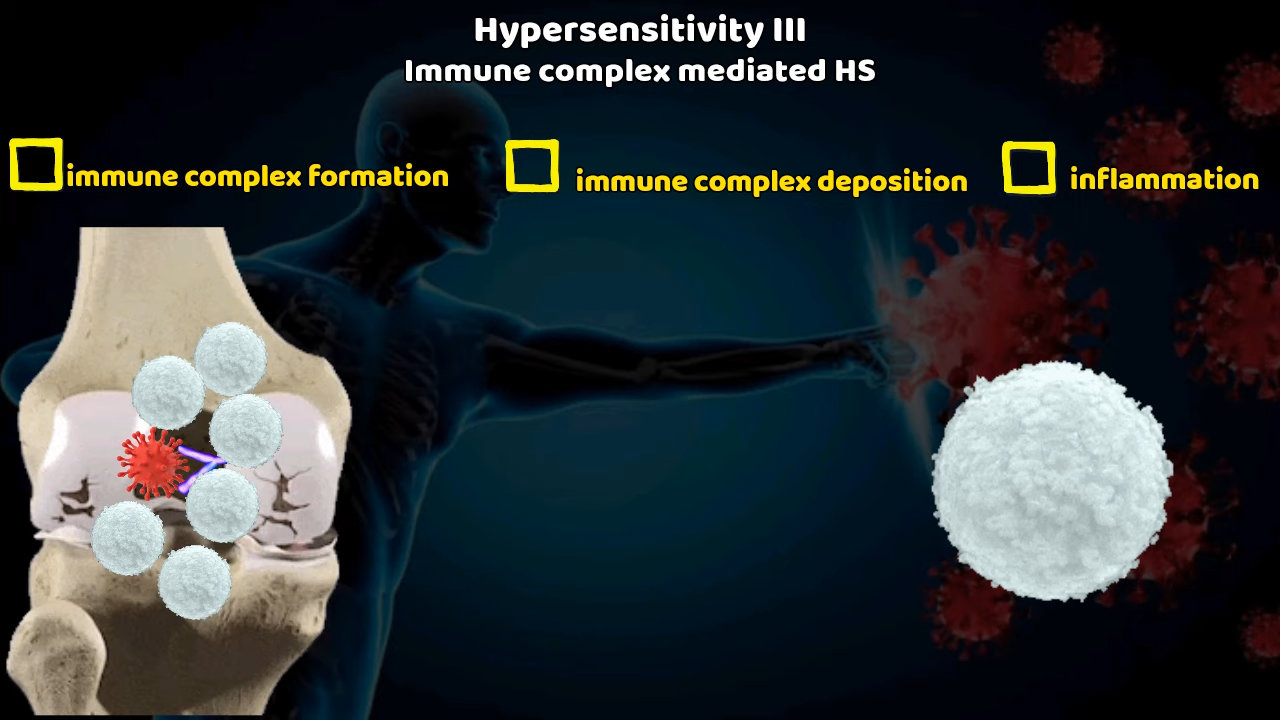 Hypersensitivity III
Immune complex mediated HS
immune complex formation
immune complex deposition
inflammation